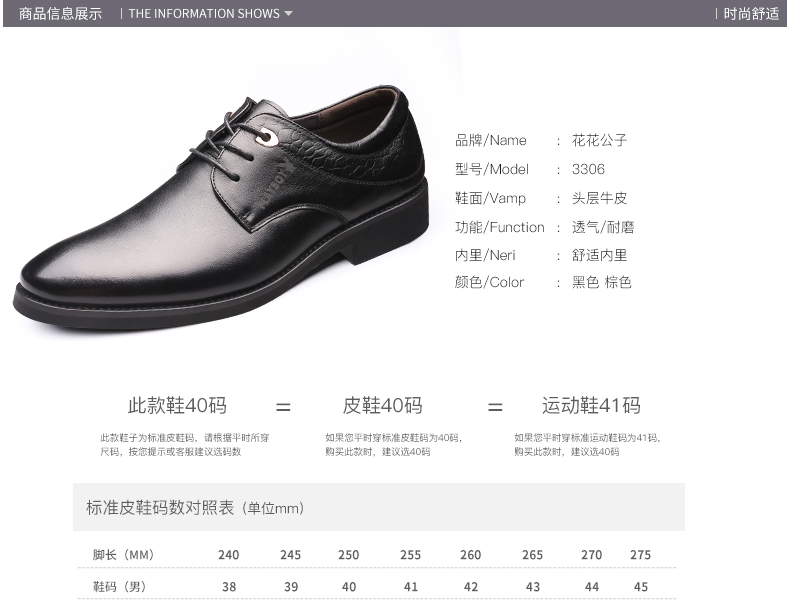 商品信息展示 | THE INFORMATION SHOWS
| 时尚舒适
品牌/Name : 花花公子
型号/Model : 3306
鞋面/Vamp : 头层牛皮
功能/Function : 透气/耐磨
内里/Neri : 舒适内里
颜色/Color : 黑色 棕色
此款鞋40码 = 皮鞋40码 = 运动鞋41码
此款鞋子为标准皮鞋码，请根据平时所穿
尺码，按您提示或客服建议选码数
如果您平时穿标准皮鞋码为40码，
购买此款时，建议选40码
如果您平时穿标准运动鞋码为41码，
购买此款时，建议选40码
标准皮鞋码数对照表（单位mm）
脚长（MM） 240 245 250 255 260 265 270 275
鞋码（男） 38 39 40 41 42 43 44 45